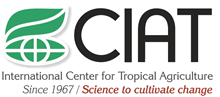 CIAT
International Center for Tropical Agriculture
Since 1967 / Science to cultivate change